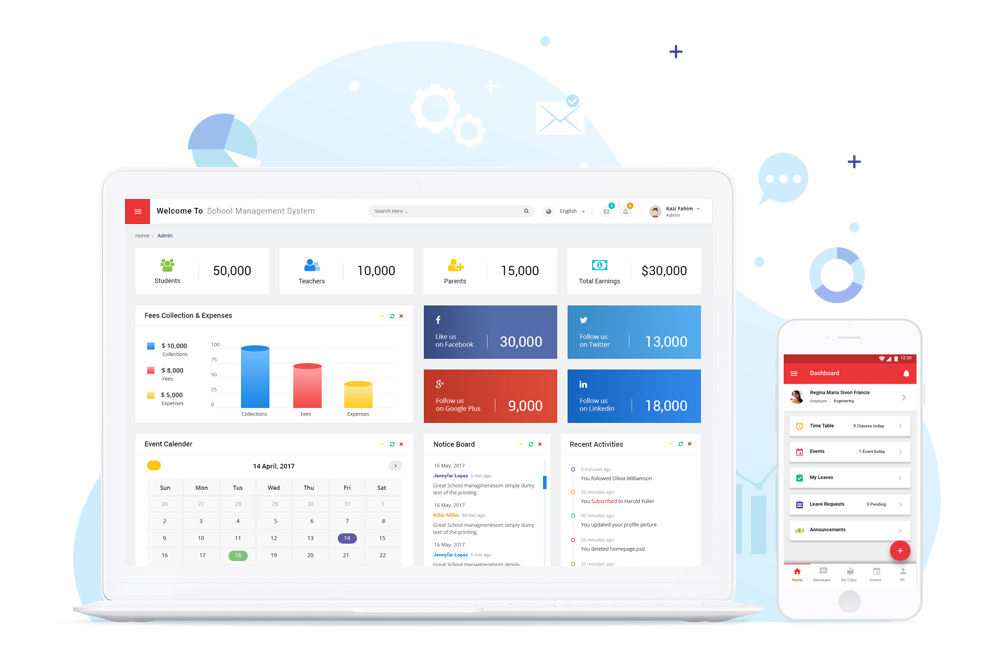 Welcome To School Management System
Search Here ...
English
Kazi Fahim
Admin
Home
Admin
Students
50,000
Teachers
10,000
Parents
15,000
Total Earnings
$30,000
Fees Collection & Expenses
$ 10,000
Collections
$ 8,000
Fees
$ 5,000
Expenses
100
75
50
25
0
Collections Fees Expenses
Like us
on Facebook
30,000
Follow us
on Twitter
13,000
Follow us
on Google Plus
9,000
Follow us
on Linkedin
18,000
Event Calender
14 April, 2017
Sun Mon Tus Wed Thu Fri Sat
26 27 28 29 30 31 1
2 3 4 5 6 7 8
9 10 11 12 13 14 15
16 17 18 19 20 21 22
Notice Board
16 May, 2017
Jennyfar Lopez 5 min ago
Great School managmenesom simply dumy
text of the printing.
16 May, 2017
Killar Miller
Great School managmenesom simply dumy
text of the printing.
16 May, 2017
Jennyfar Lopez 5 min ago
Great School managmenesom simply.
Recent Activities
9 minutes ago
You followed Olivia Williamson
20 minutes ago
You Subscribed to Harold Fuller
30 minutes ago
You updated your profile picture
35 minutes ago
You deleted homepage.psd
35 minutes ago
12:30
Dashboard
Regina Maria Sivori Francis
Employee Engineering
Time Table 9 Classes today
Events 1 Event today
My Leaves
Leave Requests 3 Pending
Announcements
Home Messages My Class Events Me